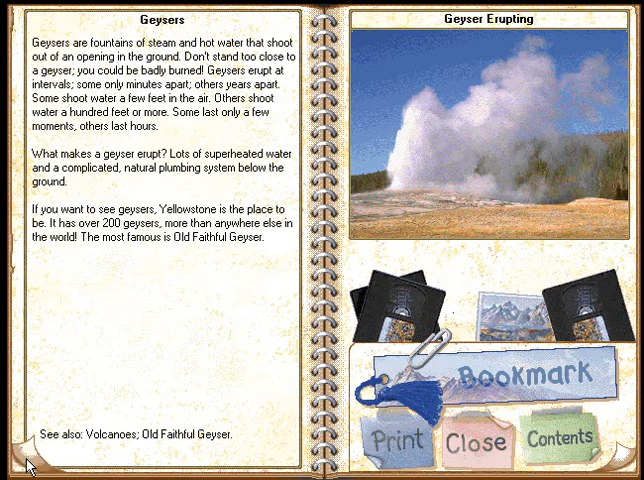 Geysers
Geysers are fountains of steam and hot water that shoot
out of an opening in the ground. Don't stand too close to
a geyser; you could be badly burned! Geysers erupt at
intervals; some only minutes apart; others years apart.
Some shoot water a few feet in the air. Others shoot
water a hundred feet or more. Some last only a few
moments, others last hours.
What makes a geyser erupt? Lots of superheated water
and a complicated, natural plumbing system below the
ground.
If you want to see geysers, Yellowstone is the place to
be. It has over 200 geysers, more than anywhere else in
the world! The most famous is Old Faithful Geyser.
See also: Volcanoes; Old Faithful Geyser.
Geyser Erupting
Bookmark
Print
Close
Contents